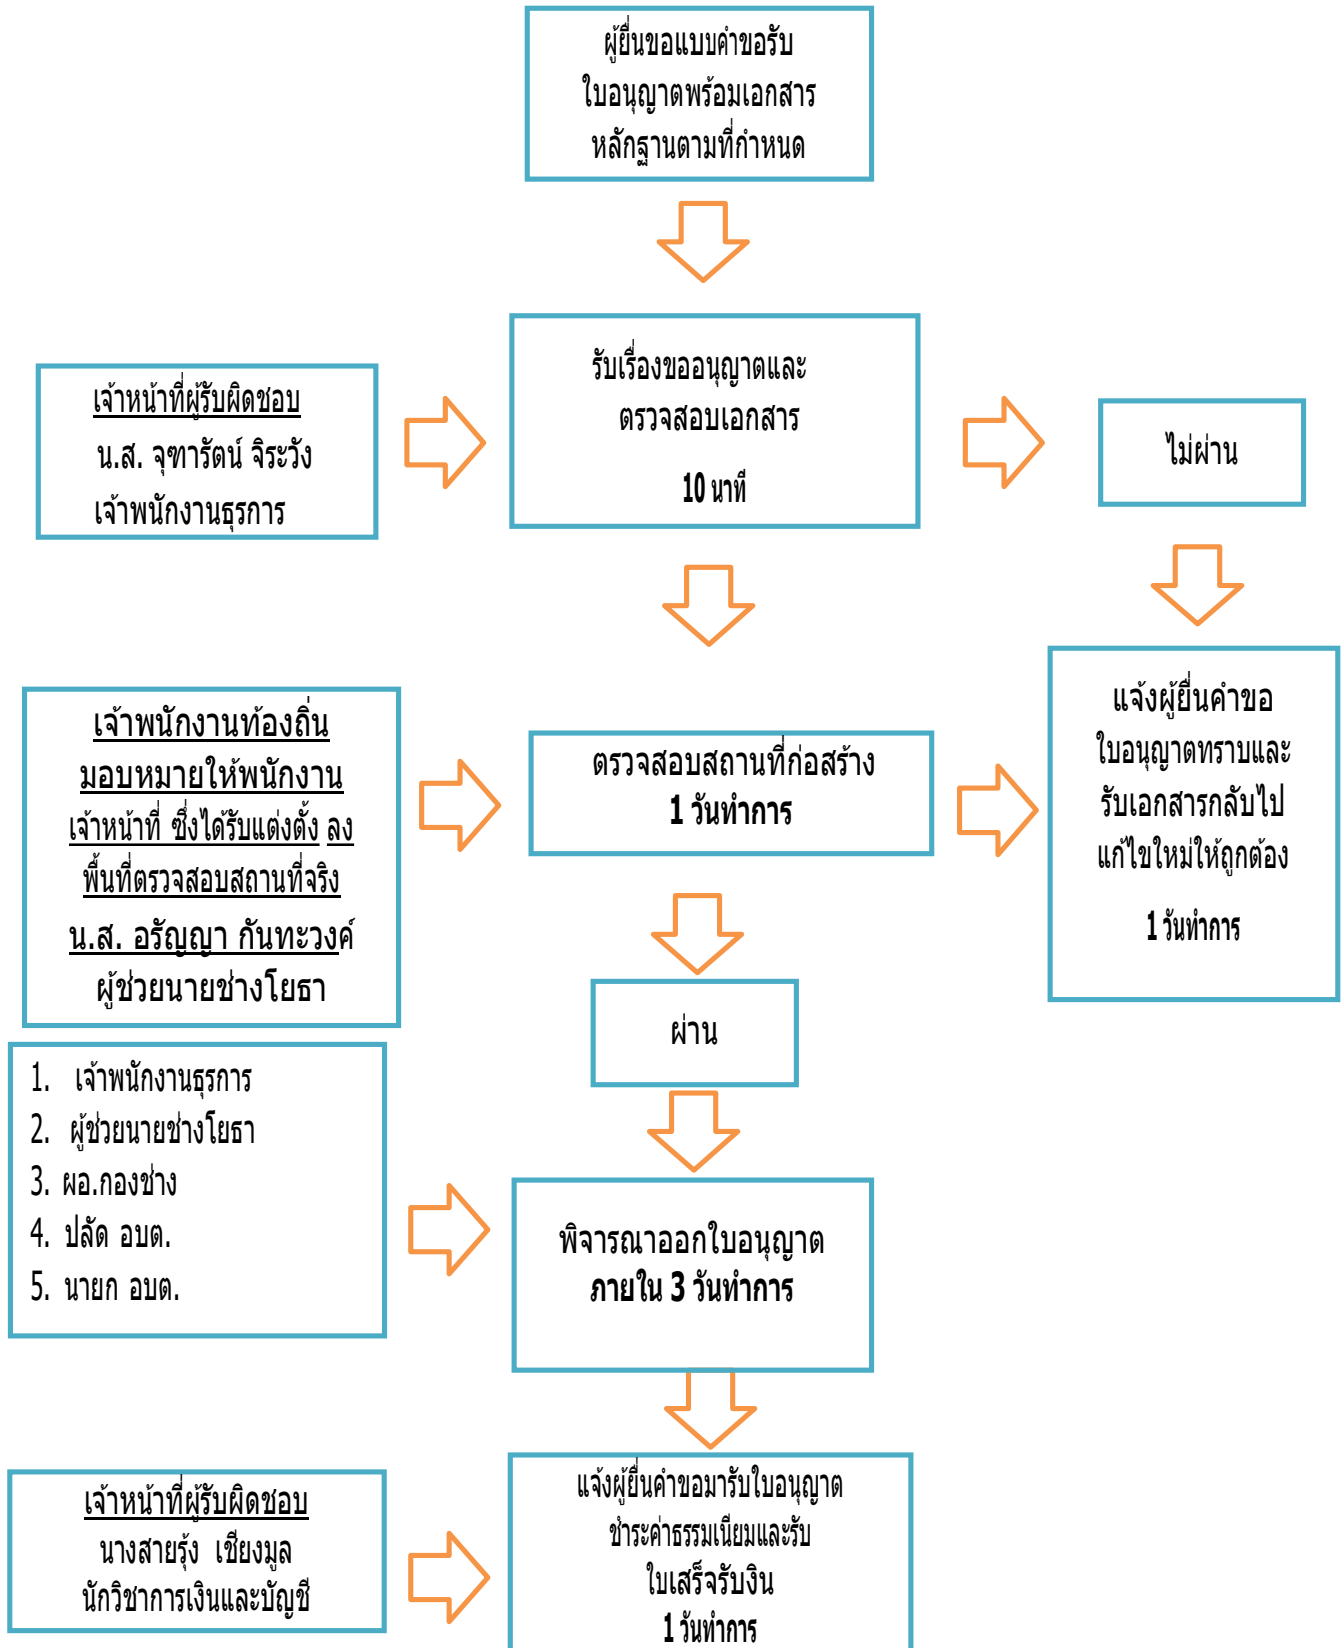 ผู้ยื่นขอแบบคำขอรับ
ใบอนุญาตพร้อมเอกสาร
หลักฐานตามที่กำหนด
เจ้าหน้าที่ผู้รับผิดชอบ
น.ส. จุฑารัตน์ จิระวัง
เจ้าพนักงานธุรการ
รับเรื่องขออนุญาตและ
ตรวจสอบเอกสาร
10 นาที
ไม่ผ่าน
เจ้าพนักงานท้องถิ่น
มอบหมายให้พนักงาน
เจ้าหน้าที่ ซึ่งได้รับแต่งตั้ง ลง
พื้นที่ตรวจสอบสถานที่จริง
น.ส. อรัญญา กันทะวงค์
ผู้ช่วยนายช่างโยธา
ตรวจสอบสถานที่ก่อสร้าง
1 วันทำการ
แจ้งผู้ยื่นคำขอ
ใบอนุญาตทราบและ
รับเอกสารกลับไป
แก้ไขใหม่ให้ถูกต้อง
1 วันทำการ
ผ่าน
1. เจ้าพนักงานธุรการ
2. ผู้ช่วยนายช่างโยธา
3. ผอ.กองช่าง
4. ปลัด อบต.
5. นายก อบต.
พิจารณาออกใบอนุญาต
ภายใน 3 วันทำการ
เจ้าหน้าที่ผู้รับผิดชอบ
นางสายรุ้ง เชียงมูล
นักวิชาการเงินและบัญชี
แจ้งผู้ยื่นคำขอมารับใบอนุญาต
ชำระค่าธรรมเนียมและรับ
ใบเสร็จรับเงิน
1 วันทำการ